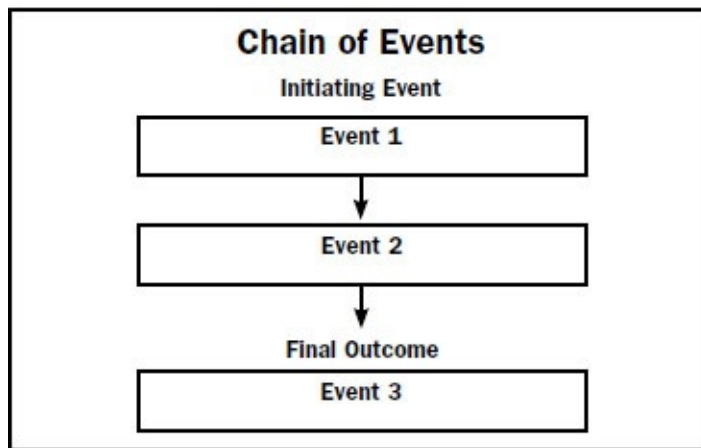 Chain of Events
Initiating Event
Event 1
Event 2
Final Outcome
Event 3